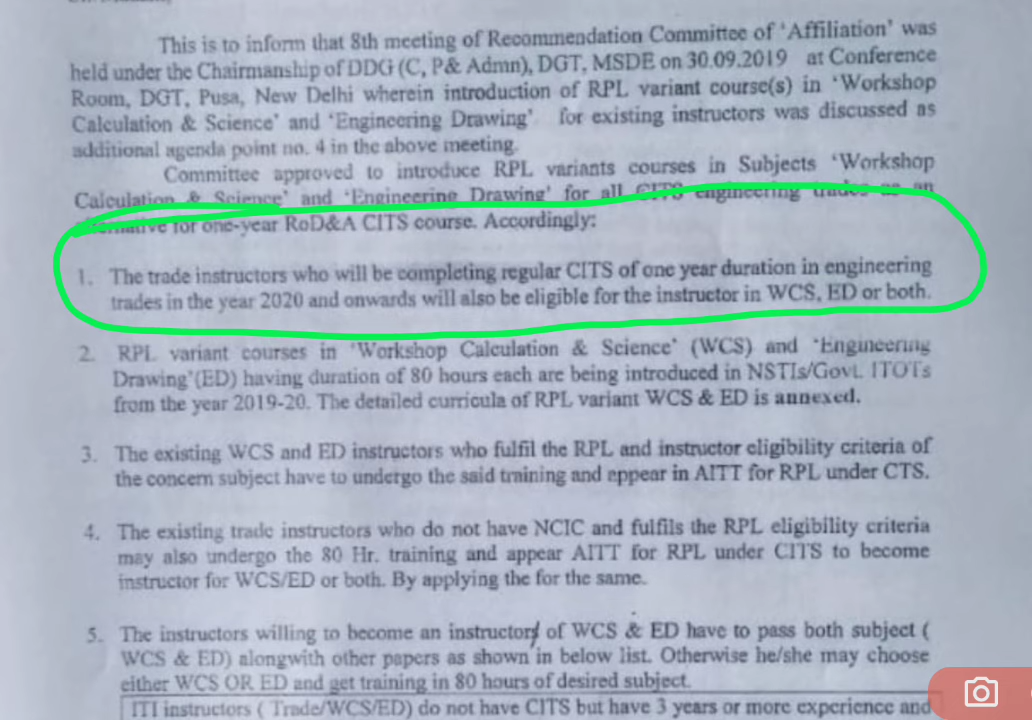 This is to inform that 8th meeting of Recommendation Committee of 'Affiliation' was
held under the Chairmanship of DDG (C, P& Admn), DGT, MSDE on 30.09.2019 at Conference
Room, DGT, Pusa, New Delhi wherein introduction of RPL variant course(s) in 'Workshop
Calculation & Science' and 'Engineering Drawing' for existing instructors was discussed as
additional agenda point no. 4 in the above meeting.
Committee approved to introduce RPL variants courses in Subjects 'Workshop
Calculation & Science' and 'Engineering Drawing' for all CITS engineering trades as an
for one-year RoD&A CITS course. Accordingly:
1. The trade instructors who will be completing regular CITS of one year duration in engineering
trades in the year 2020 and onwards will also be eligible for the instructor in WCS, ED or both.
2. RPL variant courses in 'Workshop Calculation & Science' (WCS) and 'Engineering
Drawing'(ED) having duration of 80 hours each are being introduced in NSTIs/Govt. ITOTs
from the year 2019-20. The detailed curricula of RPL variant WCS & ED is annexed.
3. The existing WCS and ED instructors who fulfil the RPL and instructor eligibility criteria of
the concern subject have to undergo the said training and appear in AITT for RPL under CTS.
4. The existing trade instructors who do not have NCIC and fulfils the RPL eligibility criteria
may also undergo the 80 Hr. training and appear AITT for RPL under CITS to become
instructor for WCS/ED or both. By applying the for the same.
5. The instructors willing to become an instructor of WCS & ED have to pass both subject (
WCS & ED) alongwith other papers as shown in below list. Otherwise he/she may choose
either WCS OR ED and get training in 80 hours of desired subject.
ITI instructors ( Trade/WCS/ED) do not have CITS but have 3 years or more experience and